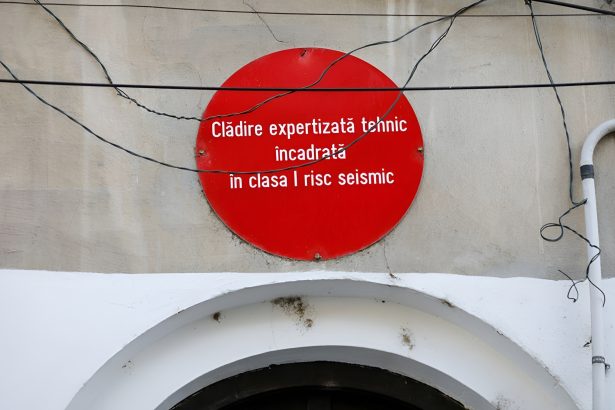 Clădire expertizată tehnic
încadrată
în clasa I risc seismic